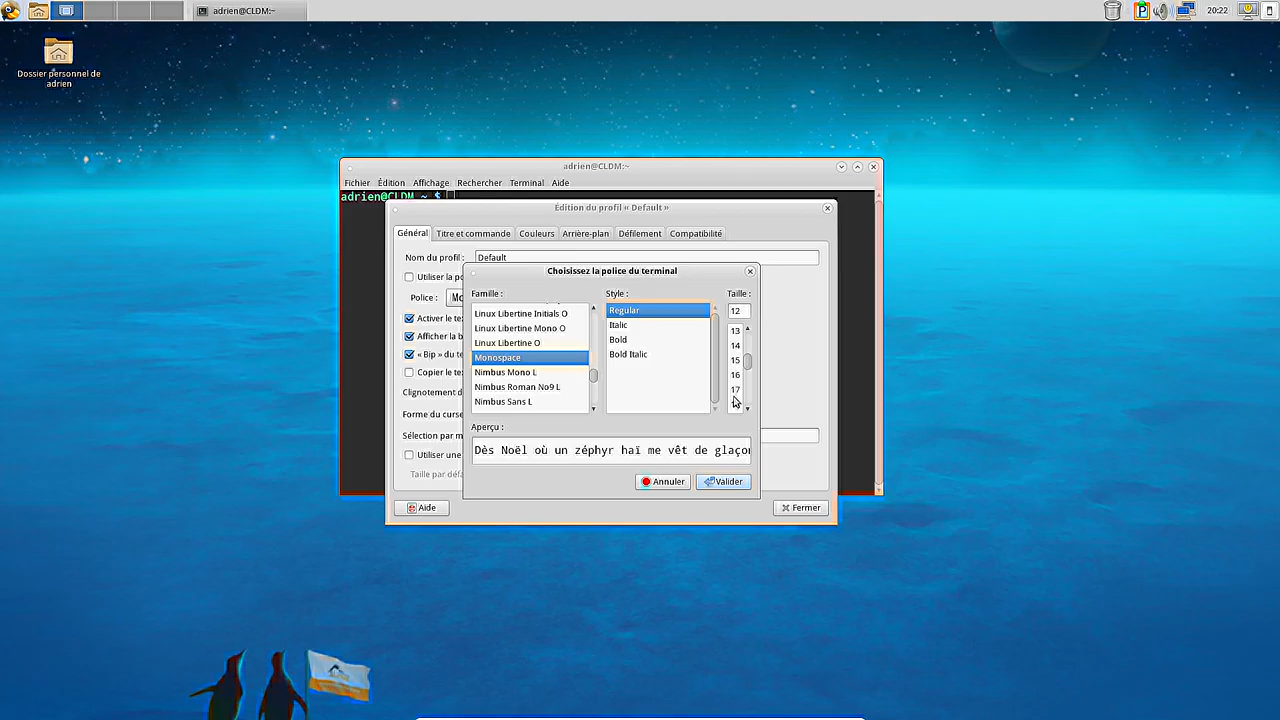 adrien@CLDM:~
20:22
Dossier personnel de
adrien
adrien@CLDM:~
Fichier Édition Affichage Rechercher Terminal Aide
adrien@CLDM ~ $
Édition du profil « Default »
Général Titre et commande Couleurs Arrière-plan Défilement Compatibilité
Nom du profil : Default
Utiliser la po
Police : Mo
Activer le te
Afficher la b
« Bip » du te
Copier le te
Clignotement d
Forme du curse
Sélection par m
Utiliser une
Taille par défa
Aide
Fermer
Choisissez la police du terminal
Famille : Style : Taille :
Linux Libertine Initials O
Linux Libertine Mono O
Linux Libertine O
Monospace
Nimbus Mono L
Nimbus Roman No9 L
Nimbus Sans L
Regular
Italic
Bold
Bold Italic
12
13
14
15
16
17
Aperçu :
Dès Noël où un zéphyr haï me vêt de glaçon
Annuler Valider